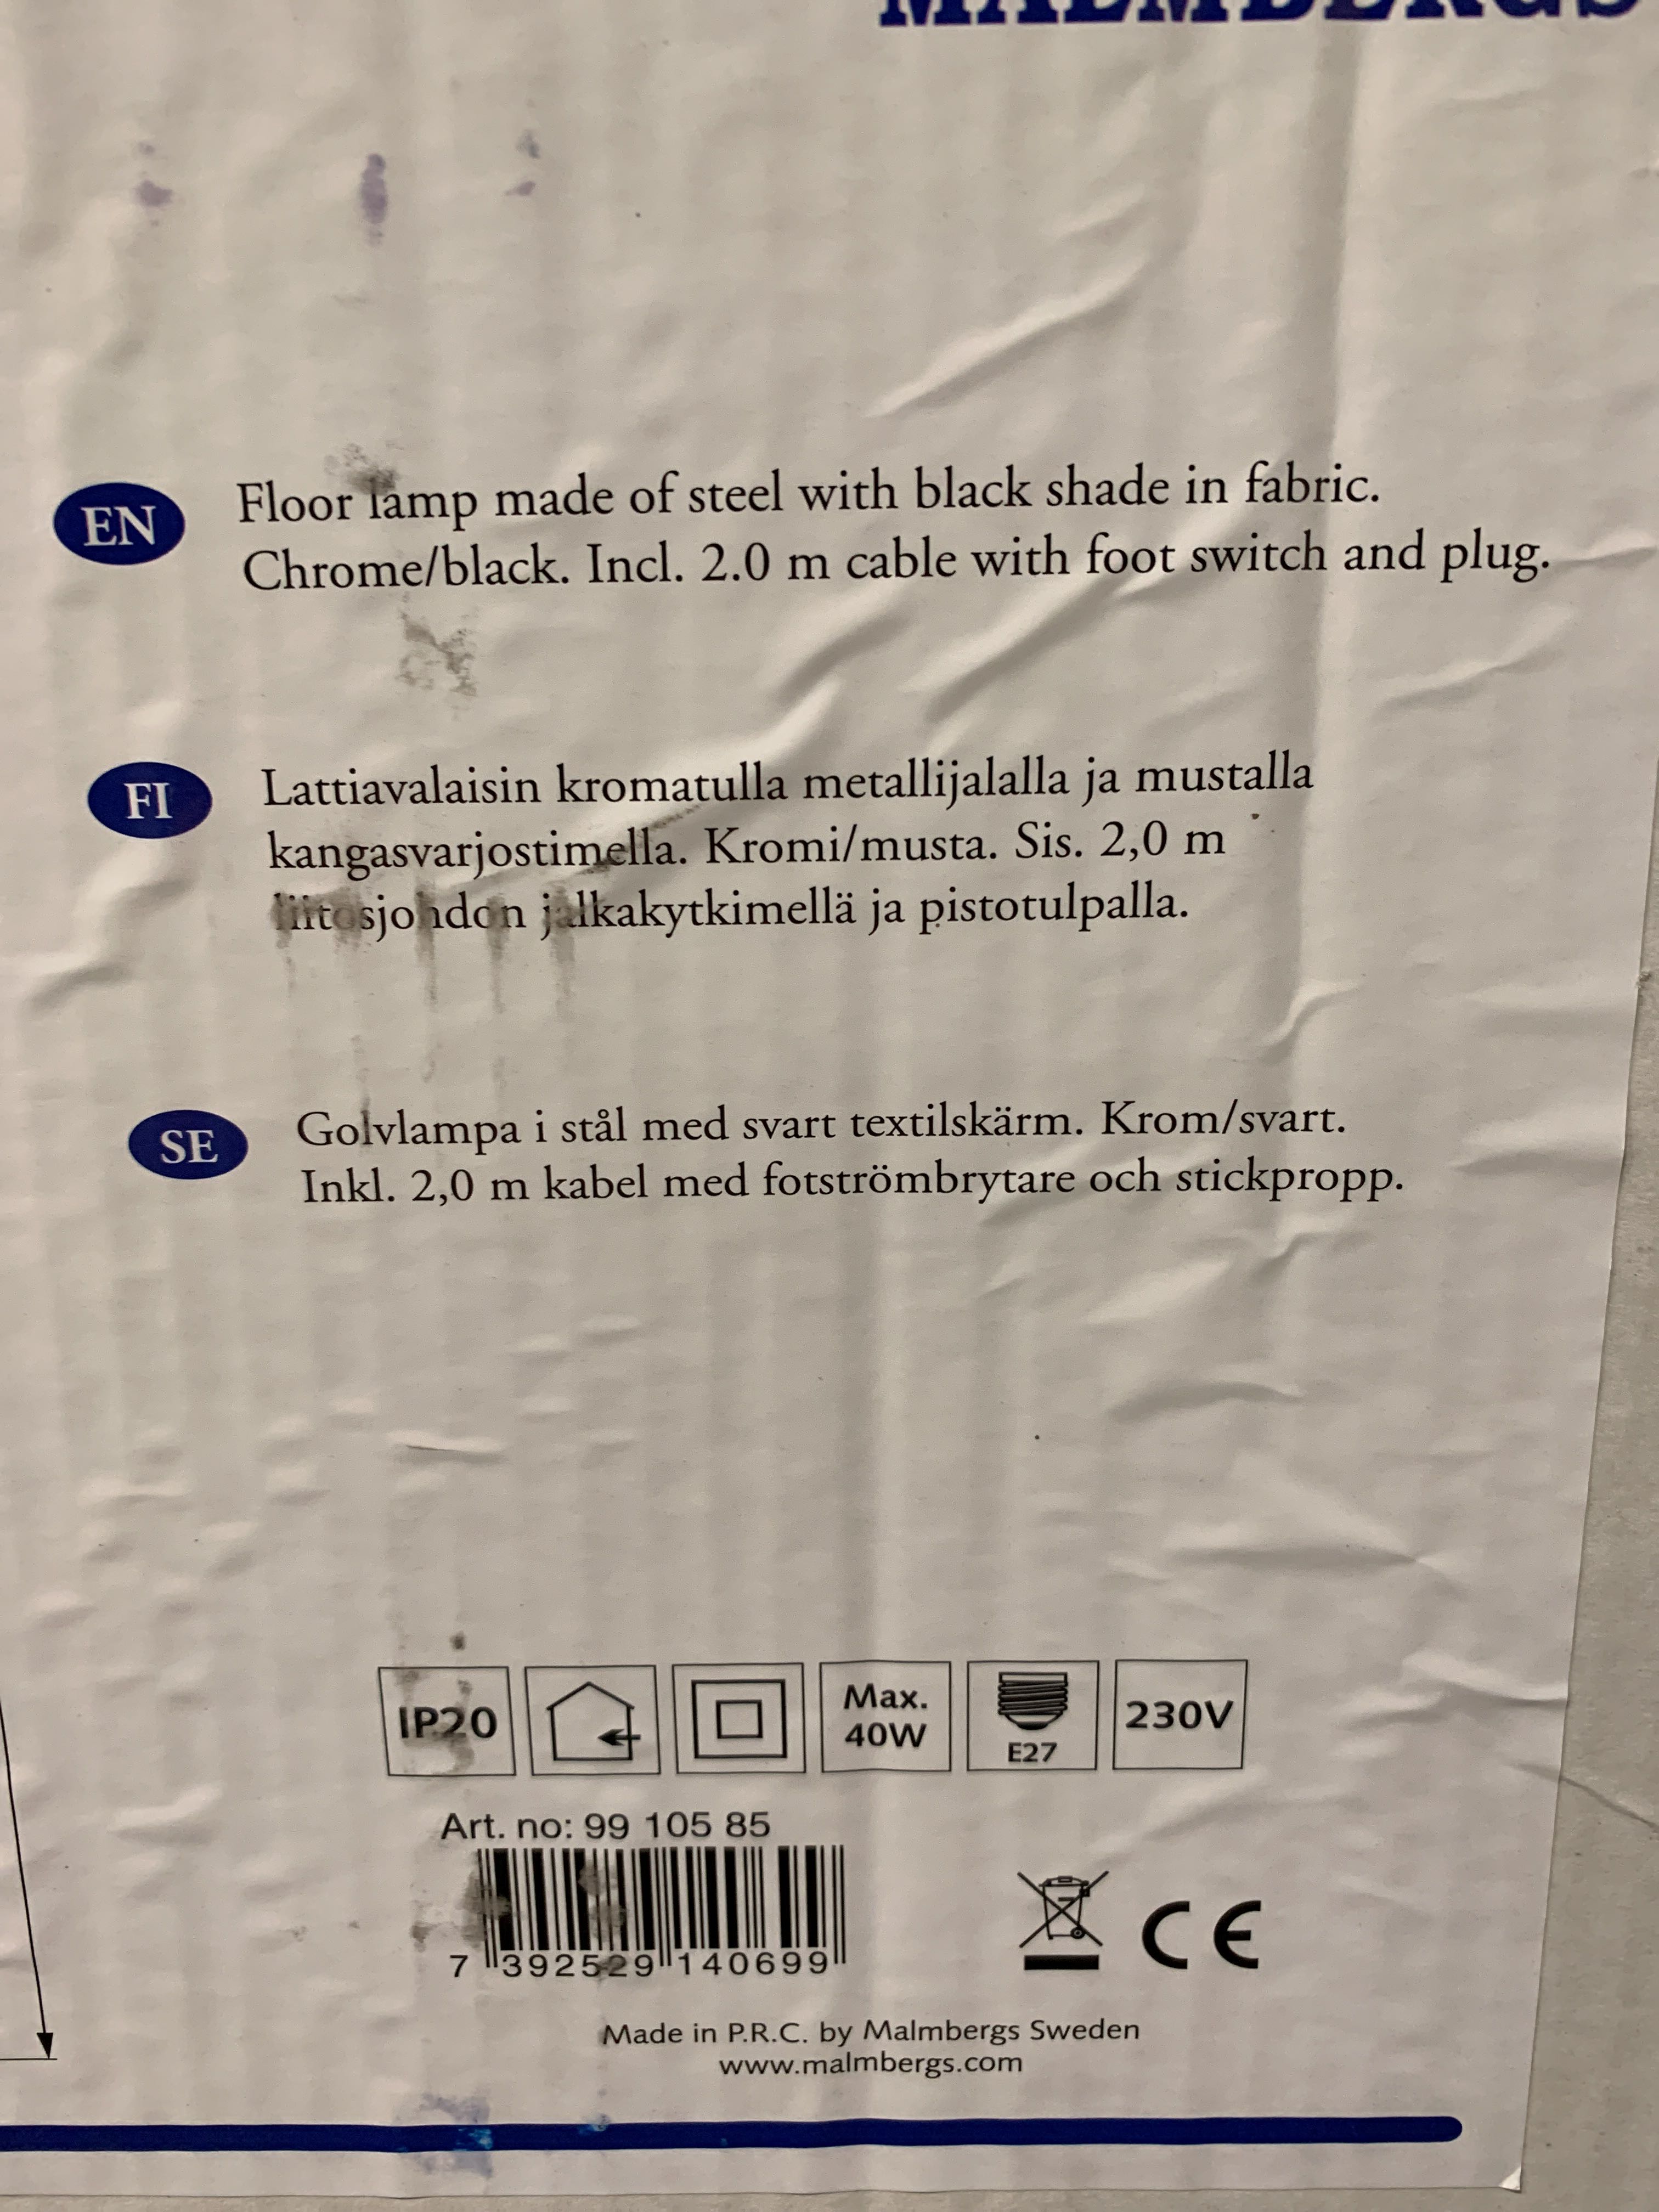 MALMBERGS
EN
Floor lamp made of steel with black shade in fabric.
Chrome/black. Incl. 2.0 m cable with foot switch and plug.
FI
Lattiavalaisin kromatulla metallijalalla ja mustalla
kangasvarjostimella. Kromi/musta. Sis. 2,0 m
liitosjohdon jalkakytkimellä ja pistotulpalla.
SE
Golvlampa i stål med svart textilskärm. Krom/svart.
Inkl. 2,0 m kabel med fotströmbrytare och stickpropp.
IP20 Max. 40W E27 230V
Art. no: 99 105 85
7 392529 140699
CE
Made in P.R.C. by Malmbergs Sweden
www.malmbergs.com